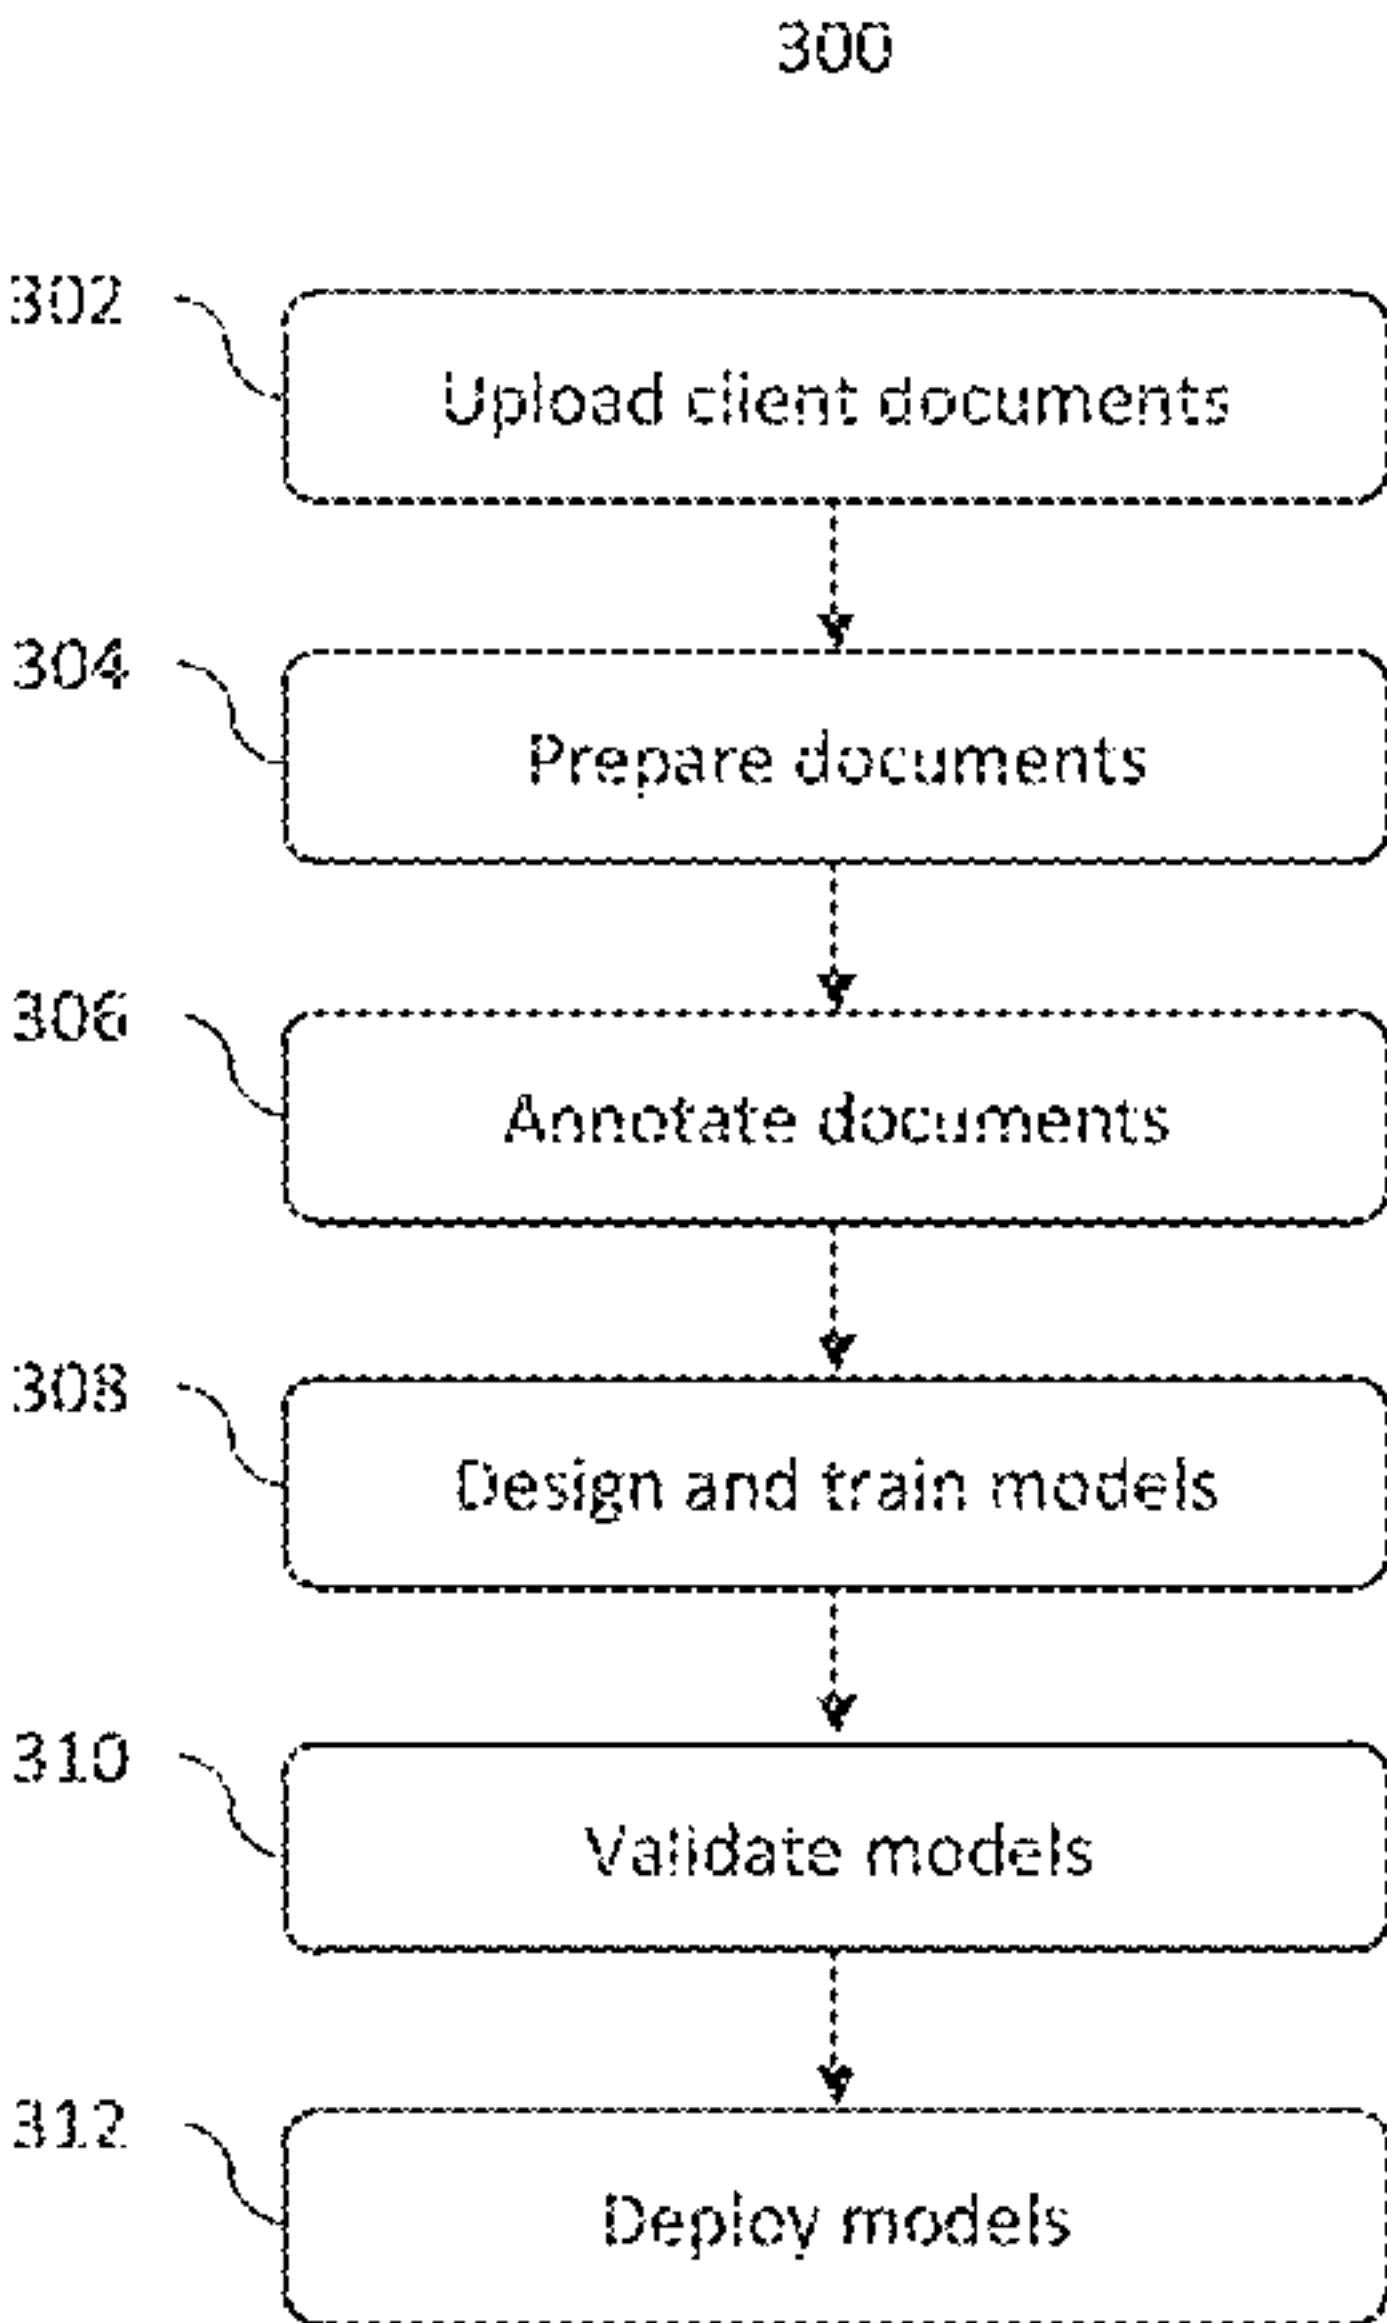 300
302
Upload client documents
304
Prepare documents
306
Annotate documents
308
Design and train models
310
Validate models
312
Deploy models